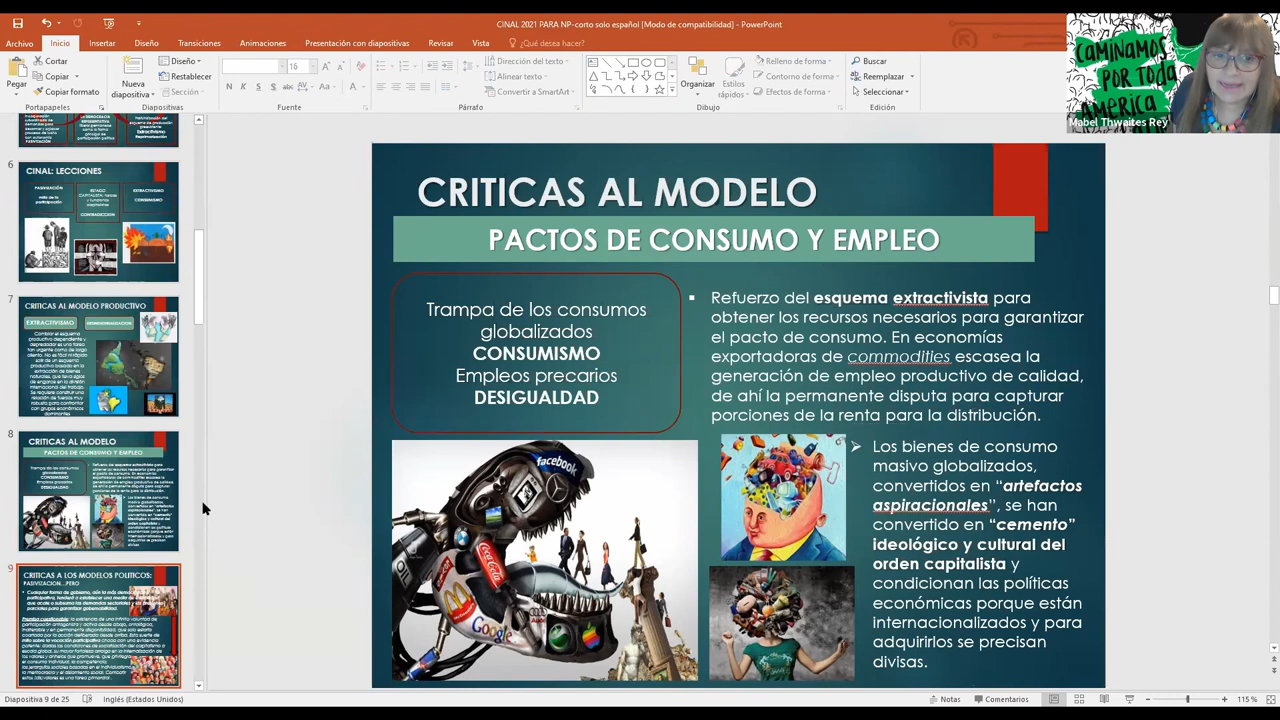 CINAL 2021 PARA NP-corto solo español [Modo de compatibilidad] - PowerPoint
Archivo Inicio Insertar Diseño Transiciones Animaciones Presentación con diapositivas Revisar Vista ¿Qué desea hacer?
Pegar
Cortar
Copiar
Copiar formato
Portapapeles
Nueva diapositiva
Diseño
Restablecer
Sección
Diapositivas
16
Fuente
Párrafo
Dirección del texto
Alinear texto
Convertir a SmartArt
Organizar
Estilos rápidos
Dibujo
Relleno de forma
Contorno de forma
Efectos de forma
Buscar
Reemplazar
Seleccionar
Edición
CAMINAMOS
POR TODA
AMERICA
Mabel Thwaites Rey
6
CINAL: LECCIONES
PASIVIZACIÓN
EXTRACTIVISMO
CONSUMISMO
CONTRADICCION
7
CRITICAS AL MODELO PRODUCTIVO
EXTRACTIVISMO
8
CRITICAS AL MODELO
PACTOS DE CONSUMO Y EMPLEO
9
CRITICAS A LOS MODELOS POLITICOS:
PASIVIZACION...PERO
CRITICAS AL MODELO
PACTOS DE CONSUMO Y EMPLEO
Trampa de los consumos
globalizados
CONSUMISMO
Empleos precarios
DESIGUALDAD
Refuerzo del esquema extractivista para
obtener los recursos necesarios para garantizar
el pacto de consumo. En economías
exportadoras de commodities escasea la
generación de empleo productivo de calidad,
de ahí la permanente disputa para capturar
porciones de la renta para la distribución.
Los bienes de consumo
masivo globalizados,
convertidos en “artefactos
aspiracionales”, se han
convertido en “cemento”
ideológico y cultural del
orden capitalista y
condicionan las políticas
económicas porque están
internacionalizados y para
adquirirlos se precisan
divisas.
facebook
Coca-Cola
Google
Diapositiva 9 de 25
Inglés (Estados Unidos)
Notas
Comentarios
115 %